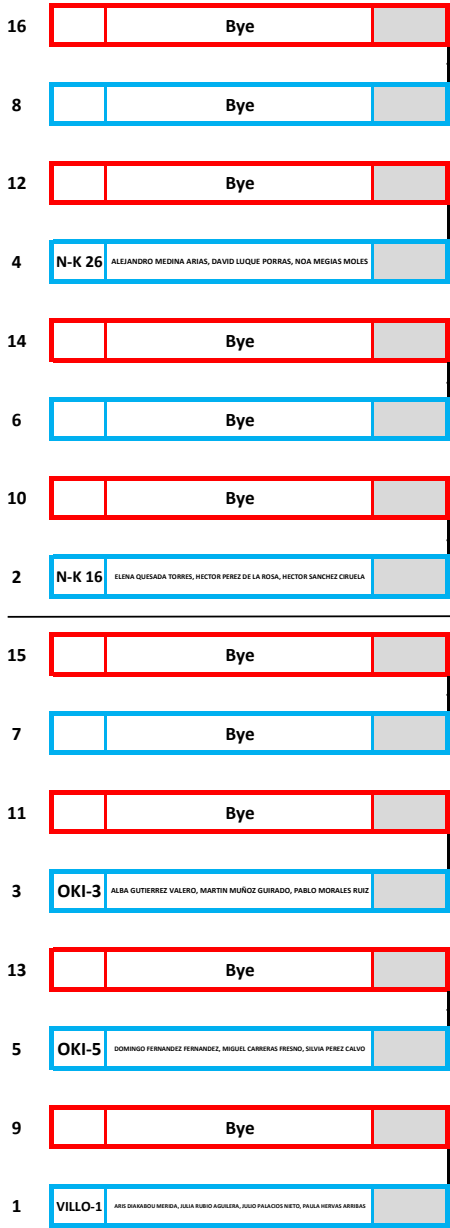 16 Bye
8 Bye
12 Bye
4 N-K 26 ALEJANDRO MEDINA ARIAS, DAVID LUQUE PORRAS, NOA MEGIAS MOLES
14 Bye
6 Bye
10 Bye
2 N-K 16 ELENA QUESADA TORRES, HECTOR PEREZ DE LA ROSA, HECTOR SANCHEZ CIRUELA
15 Bye
7 Bye
11 Bye
3 OKI-3 ALBA GUTIERREZ VALERO, MARTIN MUÑOZ GUIRADO, PABLO MORALES RUIZ
13 Bye
5 OKI-5 DOMINGO FERNANDEZ FERNANDEZ, MIGUEL CARRERAS FRESNO, SILVIA PEREZ CALVO
9 Bye
1 VILLO-1 ARIS DIAKABOU MERIDA, JULIA RUBIO AGUILERA, JULIO PALACIOS NIETO, PAULA HERVAS ARRIBAS